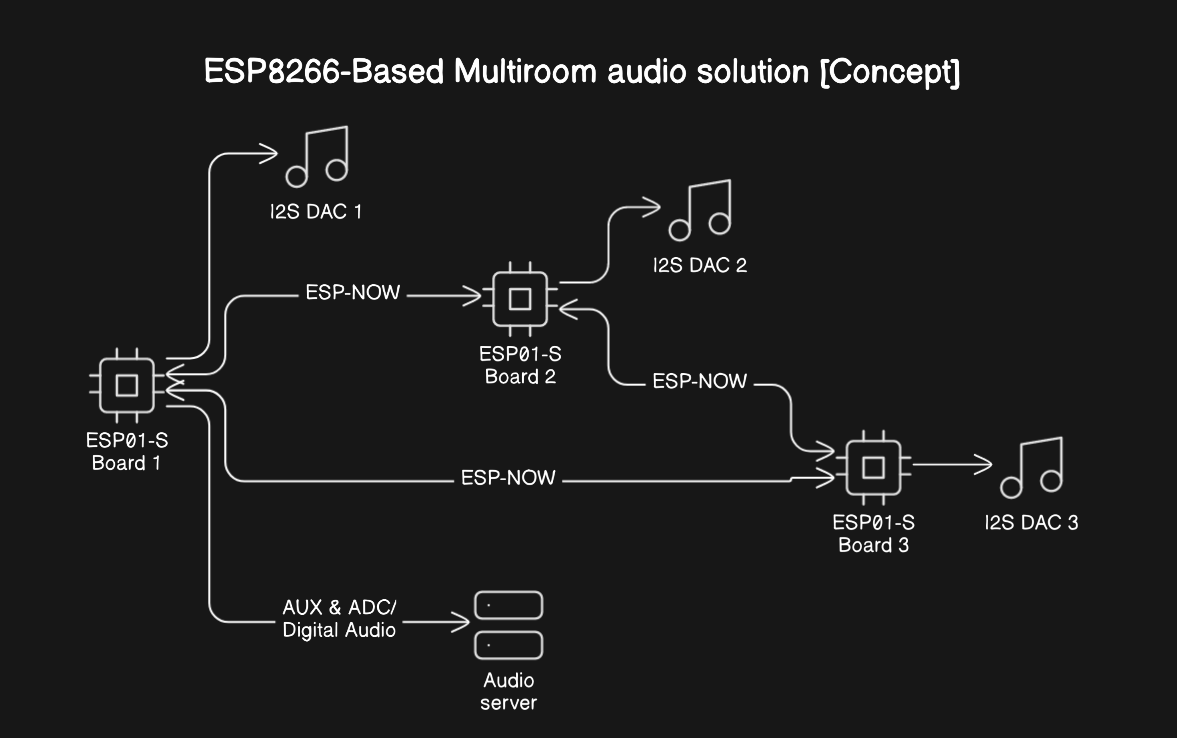 ESP8266-Based Multiroom audio solution [Concept]
I2S DAC 1
I2S DAC 2
ESP-NOW
ESP01-S
Board 2
ESP-NOW
ESP01-S
Board 1
ESP-NOW
ESP01-S
Board 3
I2S DAC 3
AUX & ADC/
Digital Audio
Audio
server